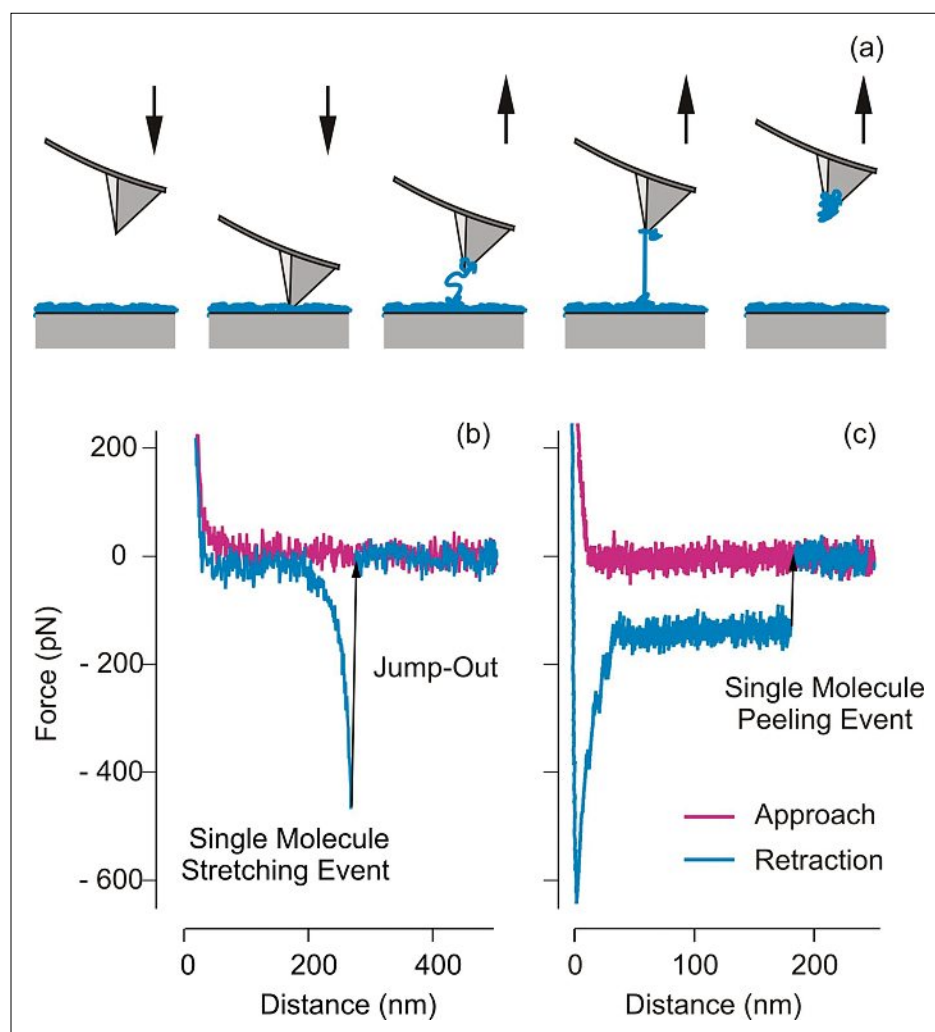 (a)
(b)
(c)
200
0
- 200
- 400
- 600
Force (pN)
Jump-Out
Single Molecule
Stretching Event
Single Molecule
Peeling Event
Approach
Retraction
0
200
400
Distance (nm)
0
100
200
Distance (nm)